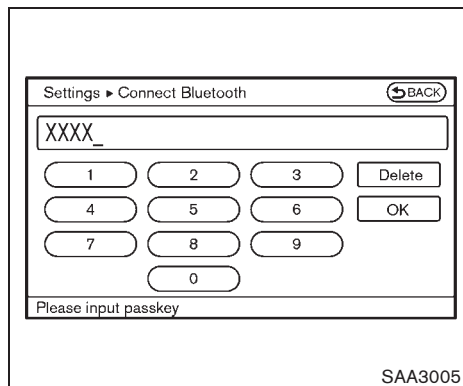 Settings ▶ Connect Bluetooth BACK
XXXX_
1 2 3 Delete
4 5 6 OK
7 8 9
0
Please input passkey
SAA3005